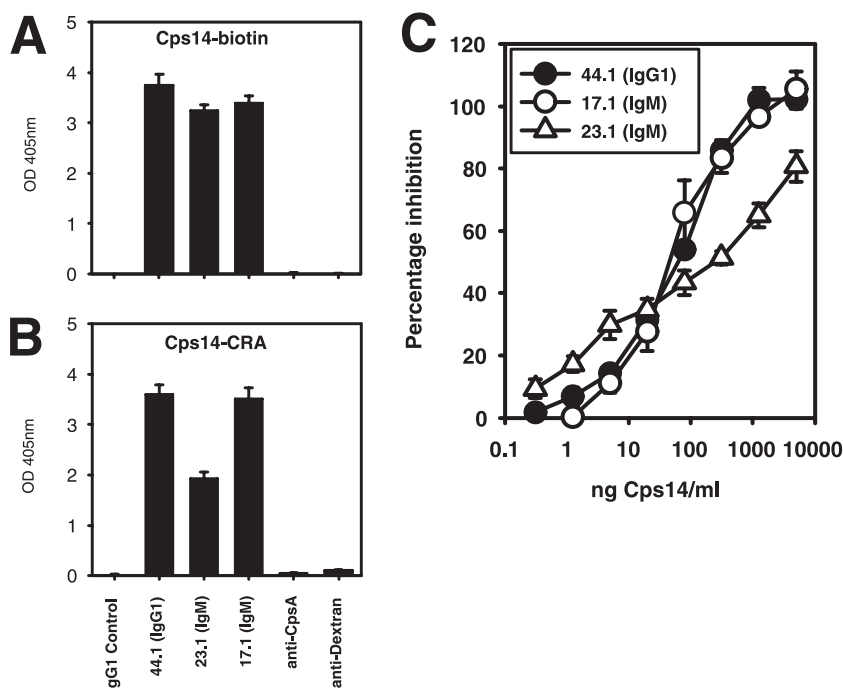 A
Cps14-biotin
5
4
3
2
1
0
OD 405nm
B
Cps14-CRA
5
4
3
2
1
0
OD 405nm
gG1 Control
44.1 (IgG1)
23.1 (IgM)
17.1 (IgM)
anti-CpsA
anti-Dextran
C
120
100
80
60
40
20
0
Percentage inhibition
44.1 (IgG1)
17.1 (IgM)
23.1 (IgM)
0.1 1 10 100 1000 10000
ng Cps14/ml